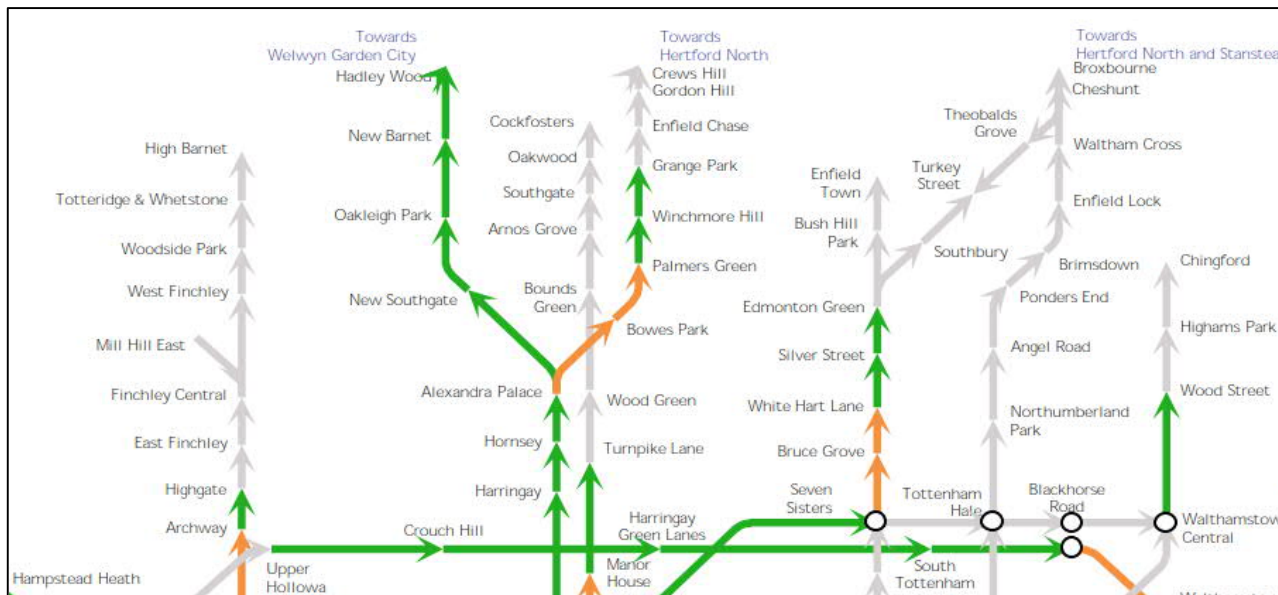 Towards
Welwyn Garden City
Hadley Wood
Towards
Hertford North
Crews Hill
Gordon Hill
Towards
Hertford North and Stanstea
Broxbourne
Cheshunt
New Barnet
Cockfosters
Enfield Chase
Theobalds
Grove
High Barnet
Oakwood
Grange Park
Waltham Cross
Totteridge & Whetstone
Southgate
Enfield
Town
Turkey
Street
Oakleigh Park
Arnos Grove
Winchmore Hill
Bush Hill
Park
Enfield Lock
Woodside Park
Southbury
West Finchley
New Southgate
Bounds
Green
Palmers Green
Edmonton Green
Brimsdown
Chingford
Ponders End
Mill Hill East
Bowes Park
Silver Street
Angel Road
Highams Park
Finchley Central
Alexandra Palace
Wood Green
White Hart Lane
Northumberland
Park
Wood Street
East Finchley
Hornsey
Turnpike Lane
Bruce Grove
Highgate
Harringay
Seven
Sisters
Tottenham
Hale
Blackhorse
Road
Archway
Crouch Hill
Harringay
Green Lanes
Walthamstow
Central
Hampstead Heath
Upper
Hollowa
Manor
House
South
Tottenham